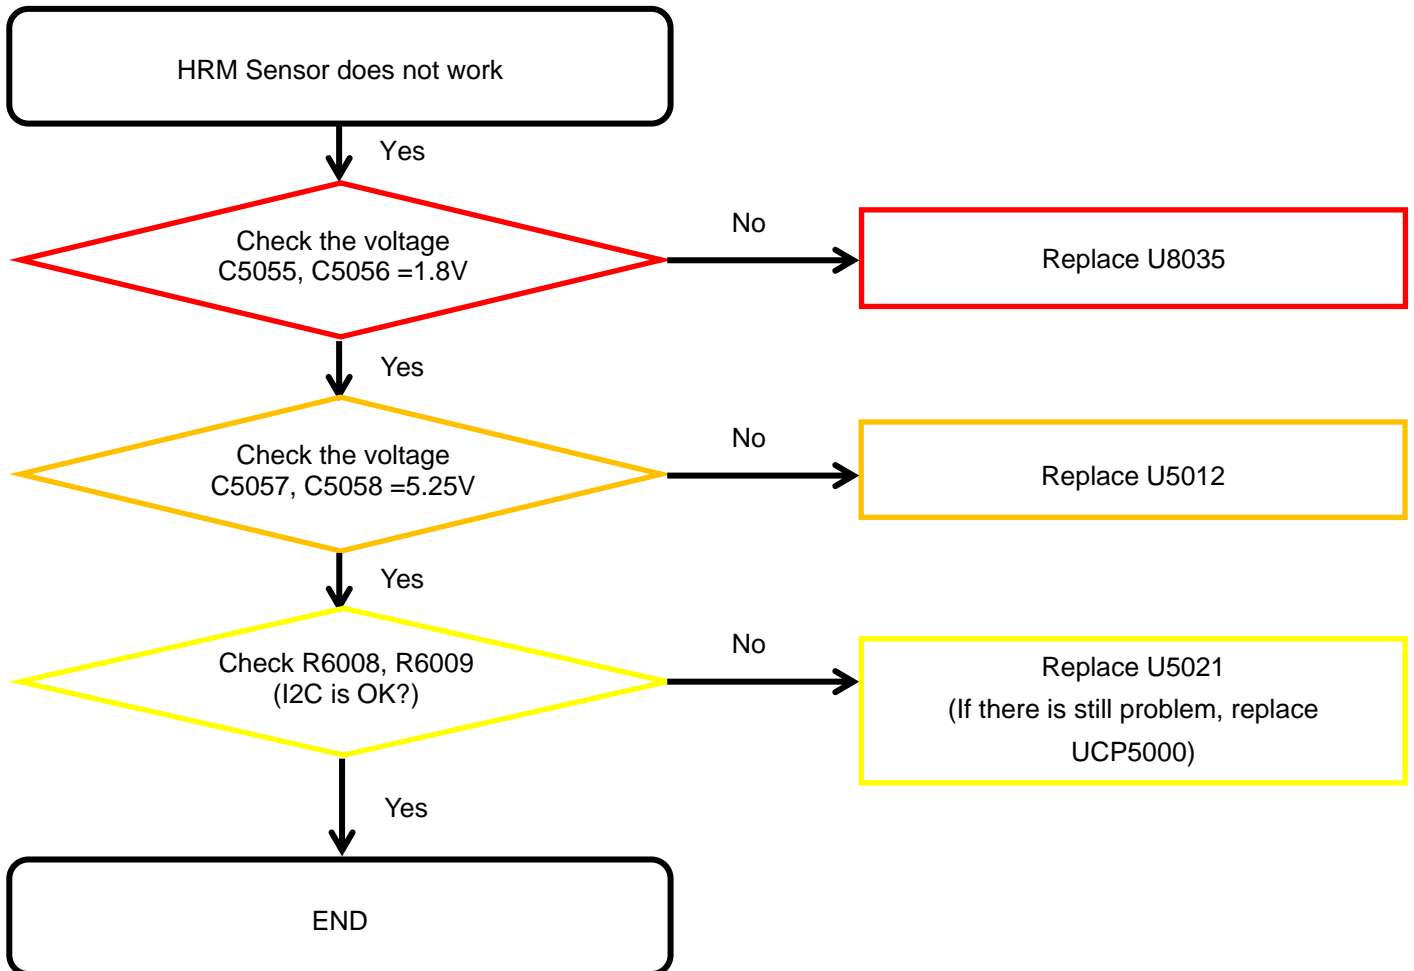 HRM Sensor does not work
Yes
Check the voltage
C5055, C5056 =1.8V
No
Replace U8035
Yes
Check the voltage
C5057, C5058 =5.25V
No
Replace U5012
Yes
Check R6008, R6009
(I2C is OK?)
No
Replace U5021
(If there is still problem, replace
UCP5000)
Yes
END